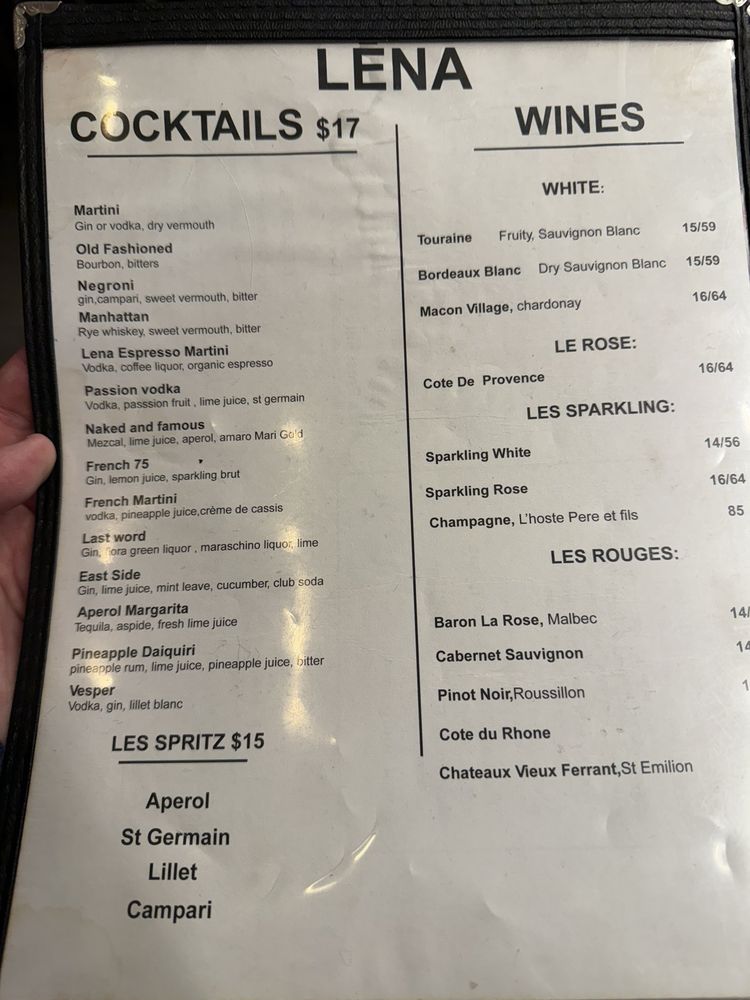 LENA
COCKTAILS $17
Martini
Gin or vodka, dry vermouth
Old Fashioned
Bourbon, bitters
Negroni
gin,campari, sweet vermouth, bitter
Manhattan
Rye whiskey, sweet vermouth, bitter
Lena Espresso Martini
Vodka, coffee liquor, organic espresso
Passion vodka
Vodka, passsion fruit , lime juice, st germain
Naked and famous
Mezcal, lime juice, aperol, amaro Mari Gold
French 75
Gin, lemon juice, sparkling brut
French Martini
vodka, pineapple juice,crème de cassis
Last word
Gin, green liquor , maraschino liquor, lime
East Side
Gin, lime juice, mint leave, cucumber, club soda
Aperol Margarita
Tequila, aspide, fresh lime juice
Pineapple Daiquiri
pineapple rum, lime juice, pineapple juice, bitter
Vesper
Vodka, gin, lillet blanc
LES SPRITZ $15
Aperol
St Germain
Lillet
Campari
WINES
WHITE:
Touraine Fruity, Sauvignon Blanc 15/59
Bordeaux Blanc Dry Sauvignon Blanc 15/59
Macon Village, chardonay 16/64
LE ROSE:
Cote De Provence 16/64
LES SPARKLING:
Sparkling White 14/56
Sparkling Rose 16/64
Champagne, L'hoste Pere et fils 85
LES ROUGES:
Baron La Rose, Malbec 14/
Cabernet Sauvignon 14
Pinot Noir,Roussillon 1
Cote du Rhone
Chateaux Vieux Ferrant,St Emilion